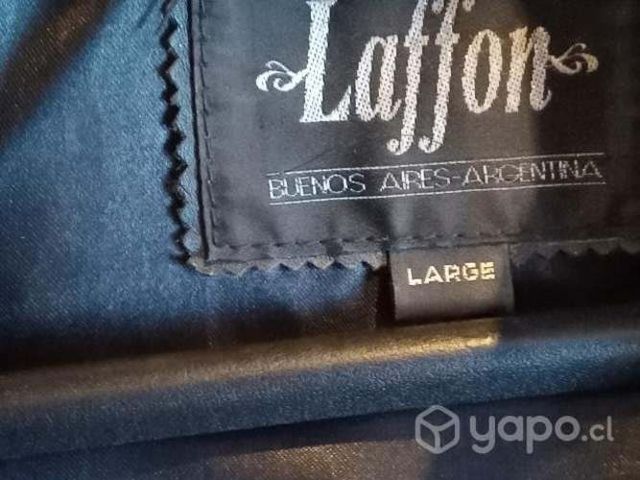 Laffon
BUENOS AIRES-ARGENTINA
LARGE
yapo.cl